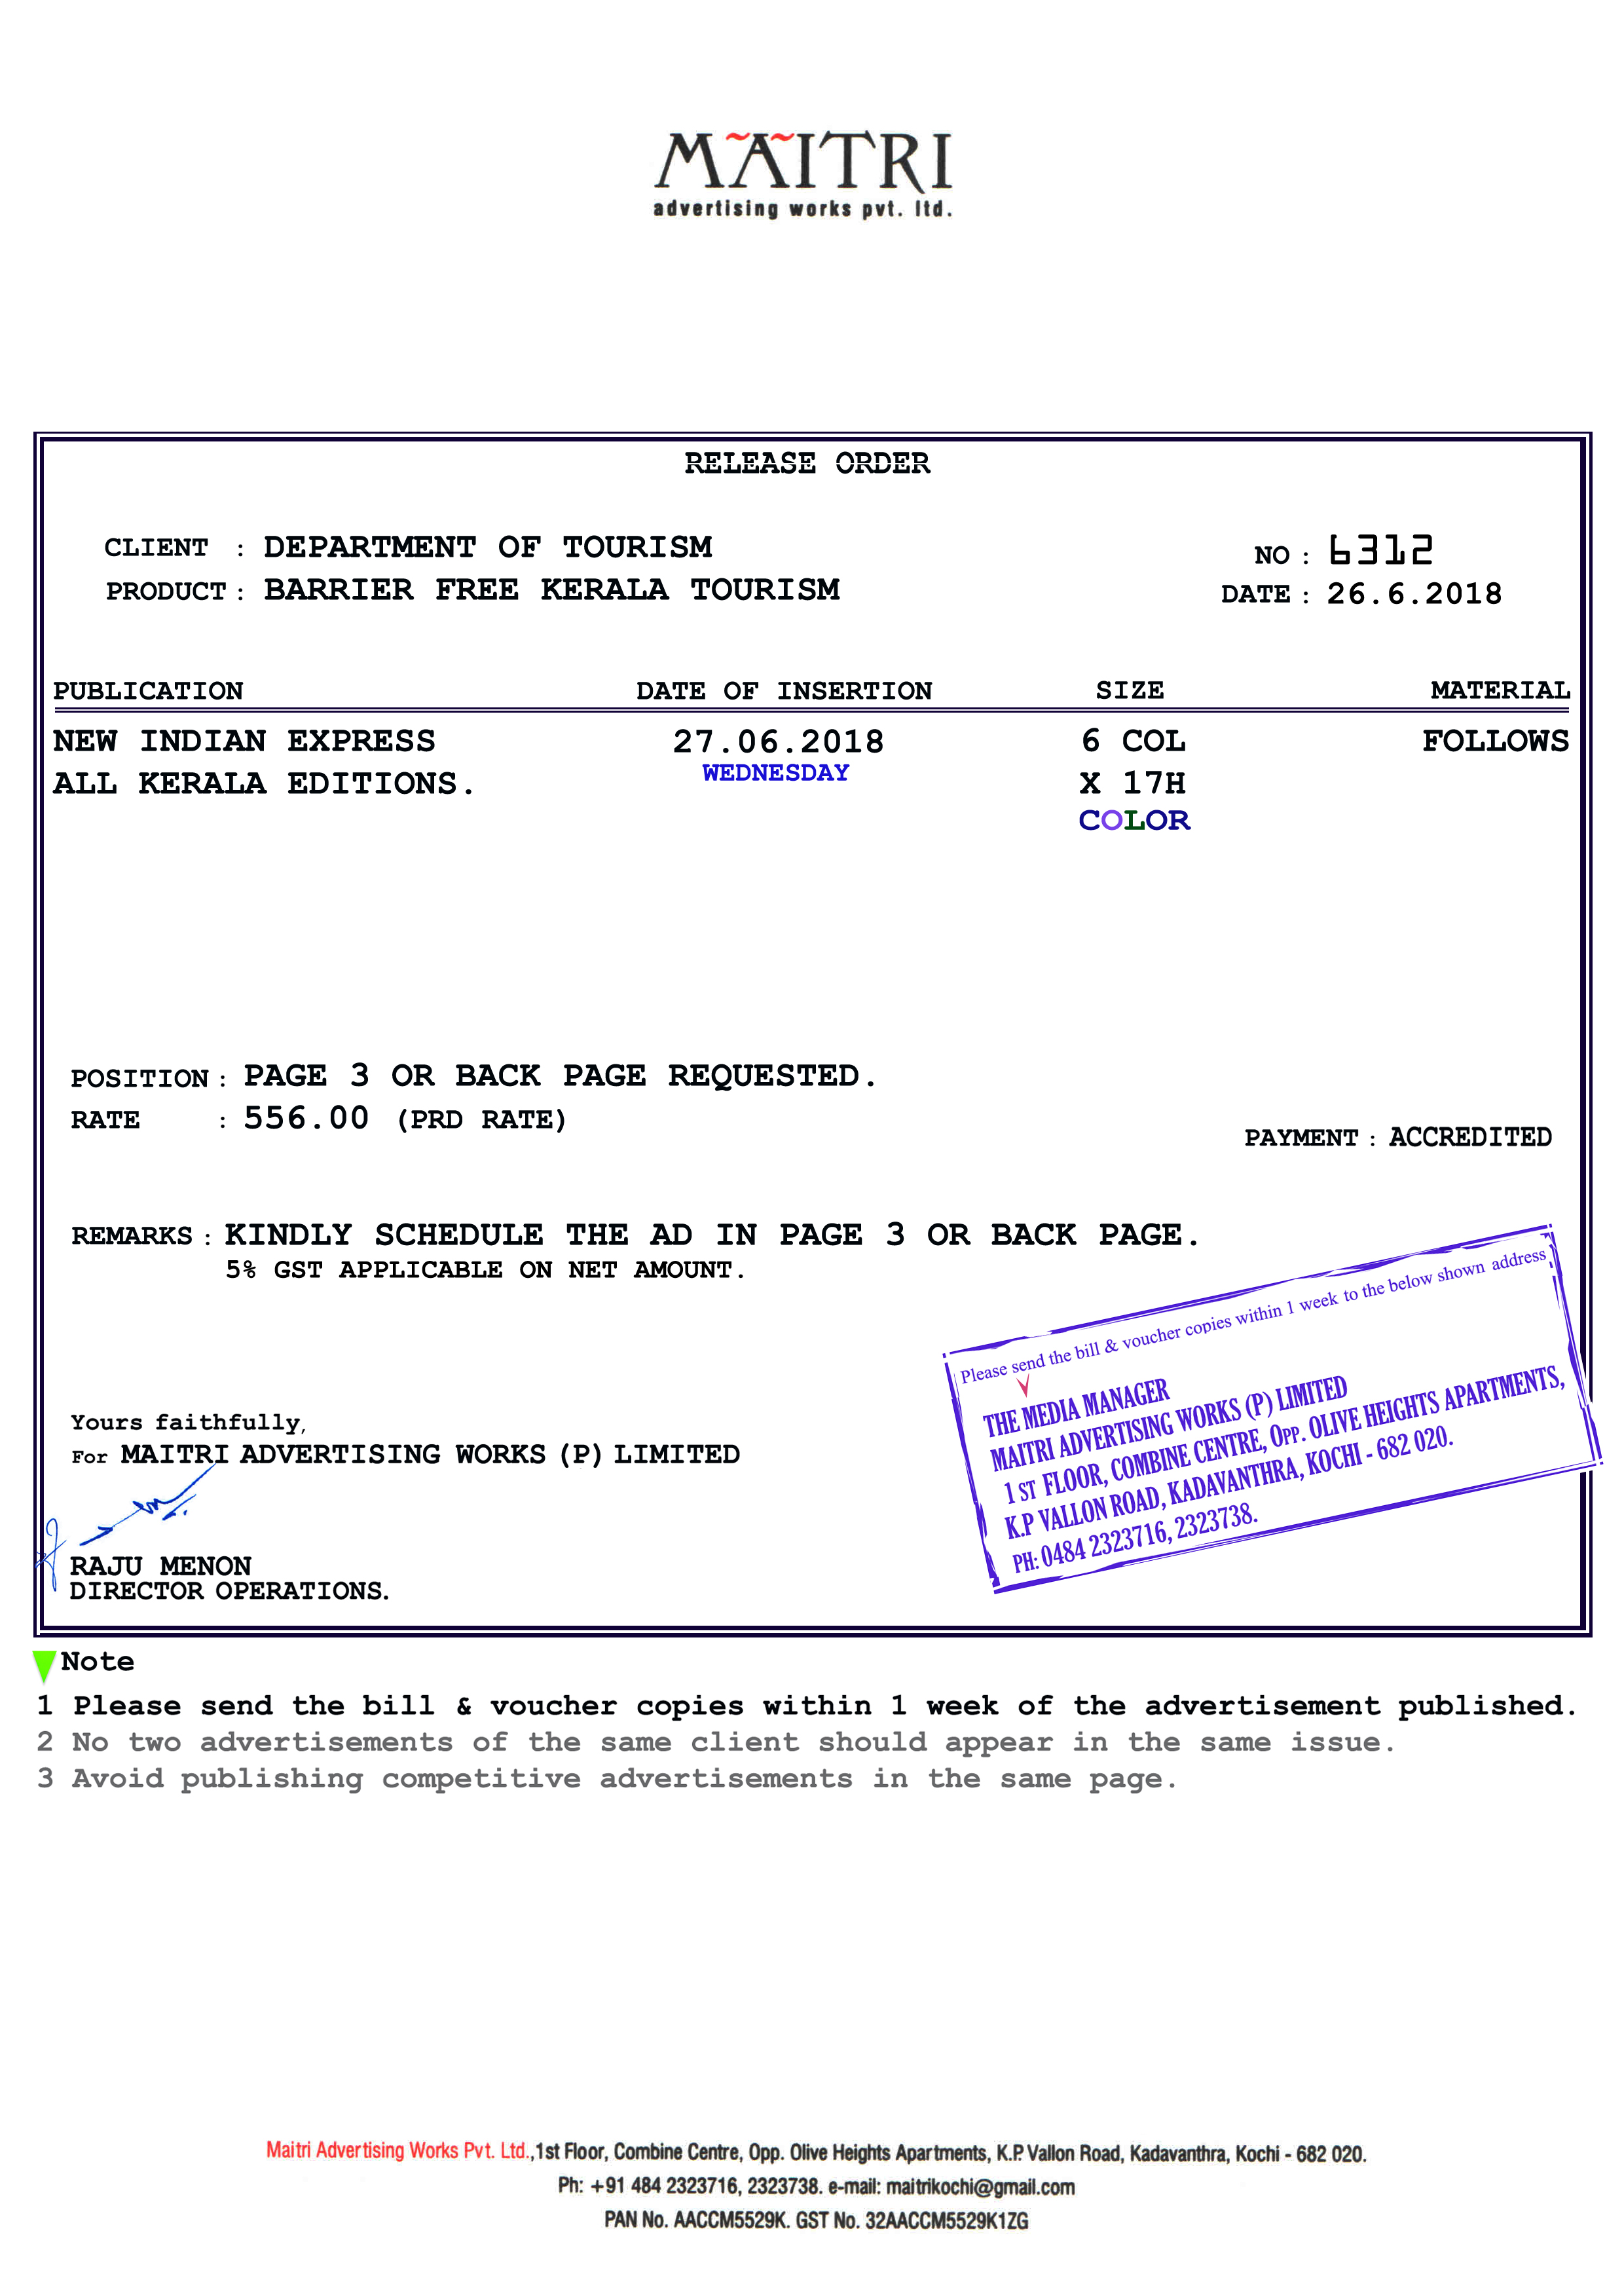 MAITRI
advertising works pvt. ltd.
RELEASE ORDER
CLIENT : DEPARTMENT OF TOURISM
NO : 6312
PRODUCT : BARRIER FREE KERALA TOURISM
DATE : 26.6.2018
PUBLICATION DATE OF INSERTION SIZE MATERIAL
NEW INDIAN EXPRESS 27.06.2018 6 COL FOLLOWS
WEDNESDAY
ALL KERALA EDITIONS. X 17H
COLOR
POSITION : PAGE 3 OR BACK PAGE REQUESTED.
RATE : 556.00 (PRD RATE)
PAYMENT : ACCREDITED
REMARKS : KINDLY SCHEDULE THE AD IN PAGE 3 OR BACK PAGE.
5% GST APPLICABLE ON NET AMOUNT.
Please send the bill & voucher copies within 1 week to the below shown address
THE MEDIA MANAGER
MAITRI ADVERTISING WORKS (P) LIMITED
1 ST FLOOR, COMBINE CENTRE, OPP. OLIVE HEIGHTS APARTMENTS,
K.P VALLON ROAD, KADAVANTHRA, KOCHI - 682 020.
PH: 0484 2323716, 2323738.
Yours faithfully,
For MAITRI ADVERTISING WORKS (P) LIMITED
RAJU MENON
DIRECTOR OPERATIONS.
Note
1 Please send the bill & voucher copies within 1 week of the advertisement published.
2 No two advertisements of the same client should appear in the same issue.
3 Avoid publishing competitive advertisements in the same page.
Maitri Advertising Works Pvt. Ltd.,1st Floor, Combine Centre, Opp. Olive Heights Apartments, K.P. Vallon Road, Kadavanthra, Kochi - 682 020.
Ph: +91 484 2323716, 2323738. e-mail: maitrikochi@gmail.com
PAN No. AACCM5529K. GST No. 32AACCM5529K1ZG